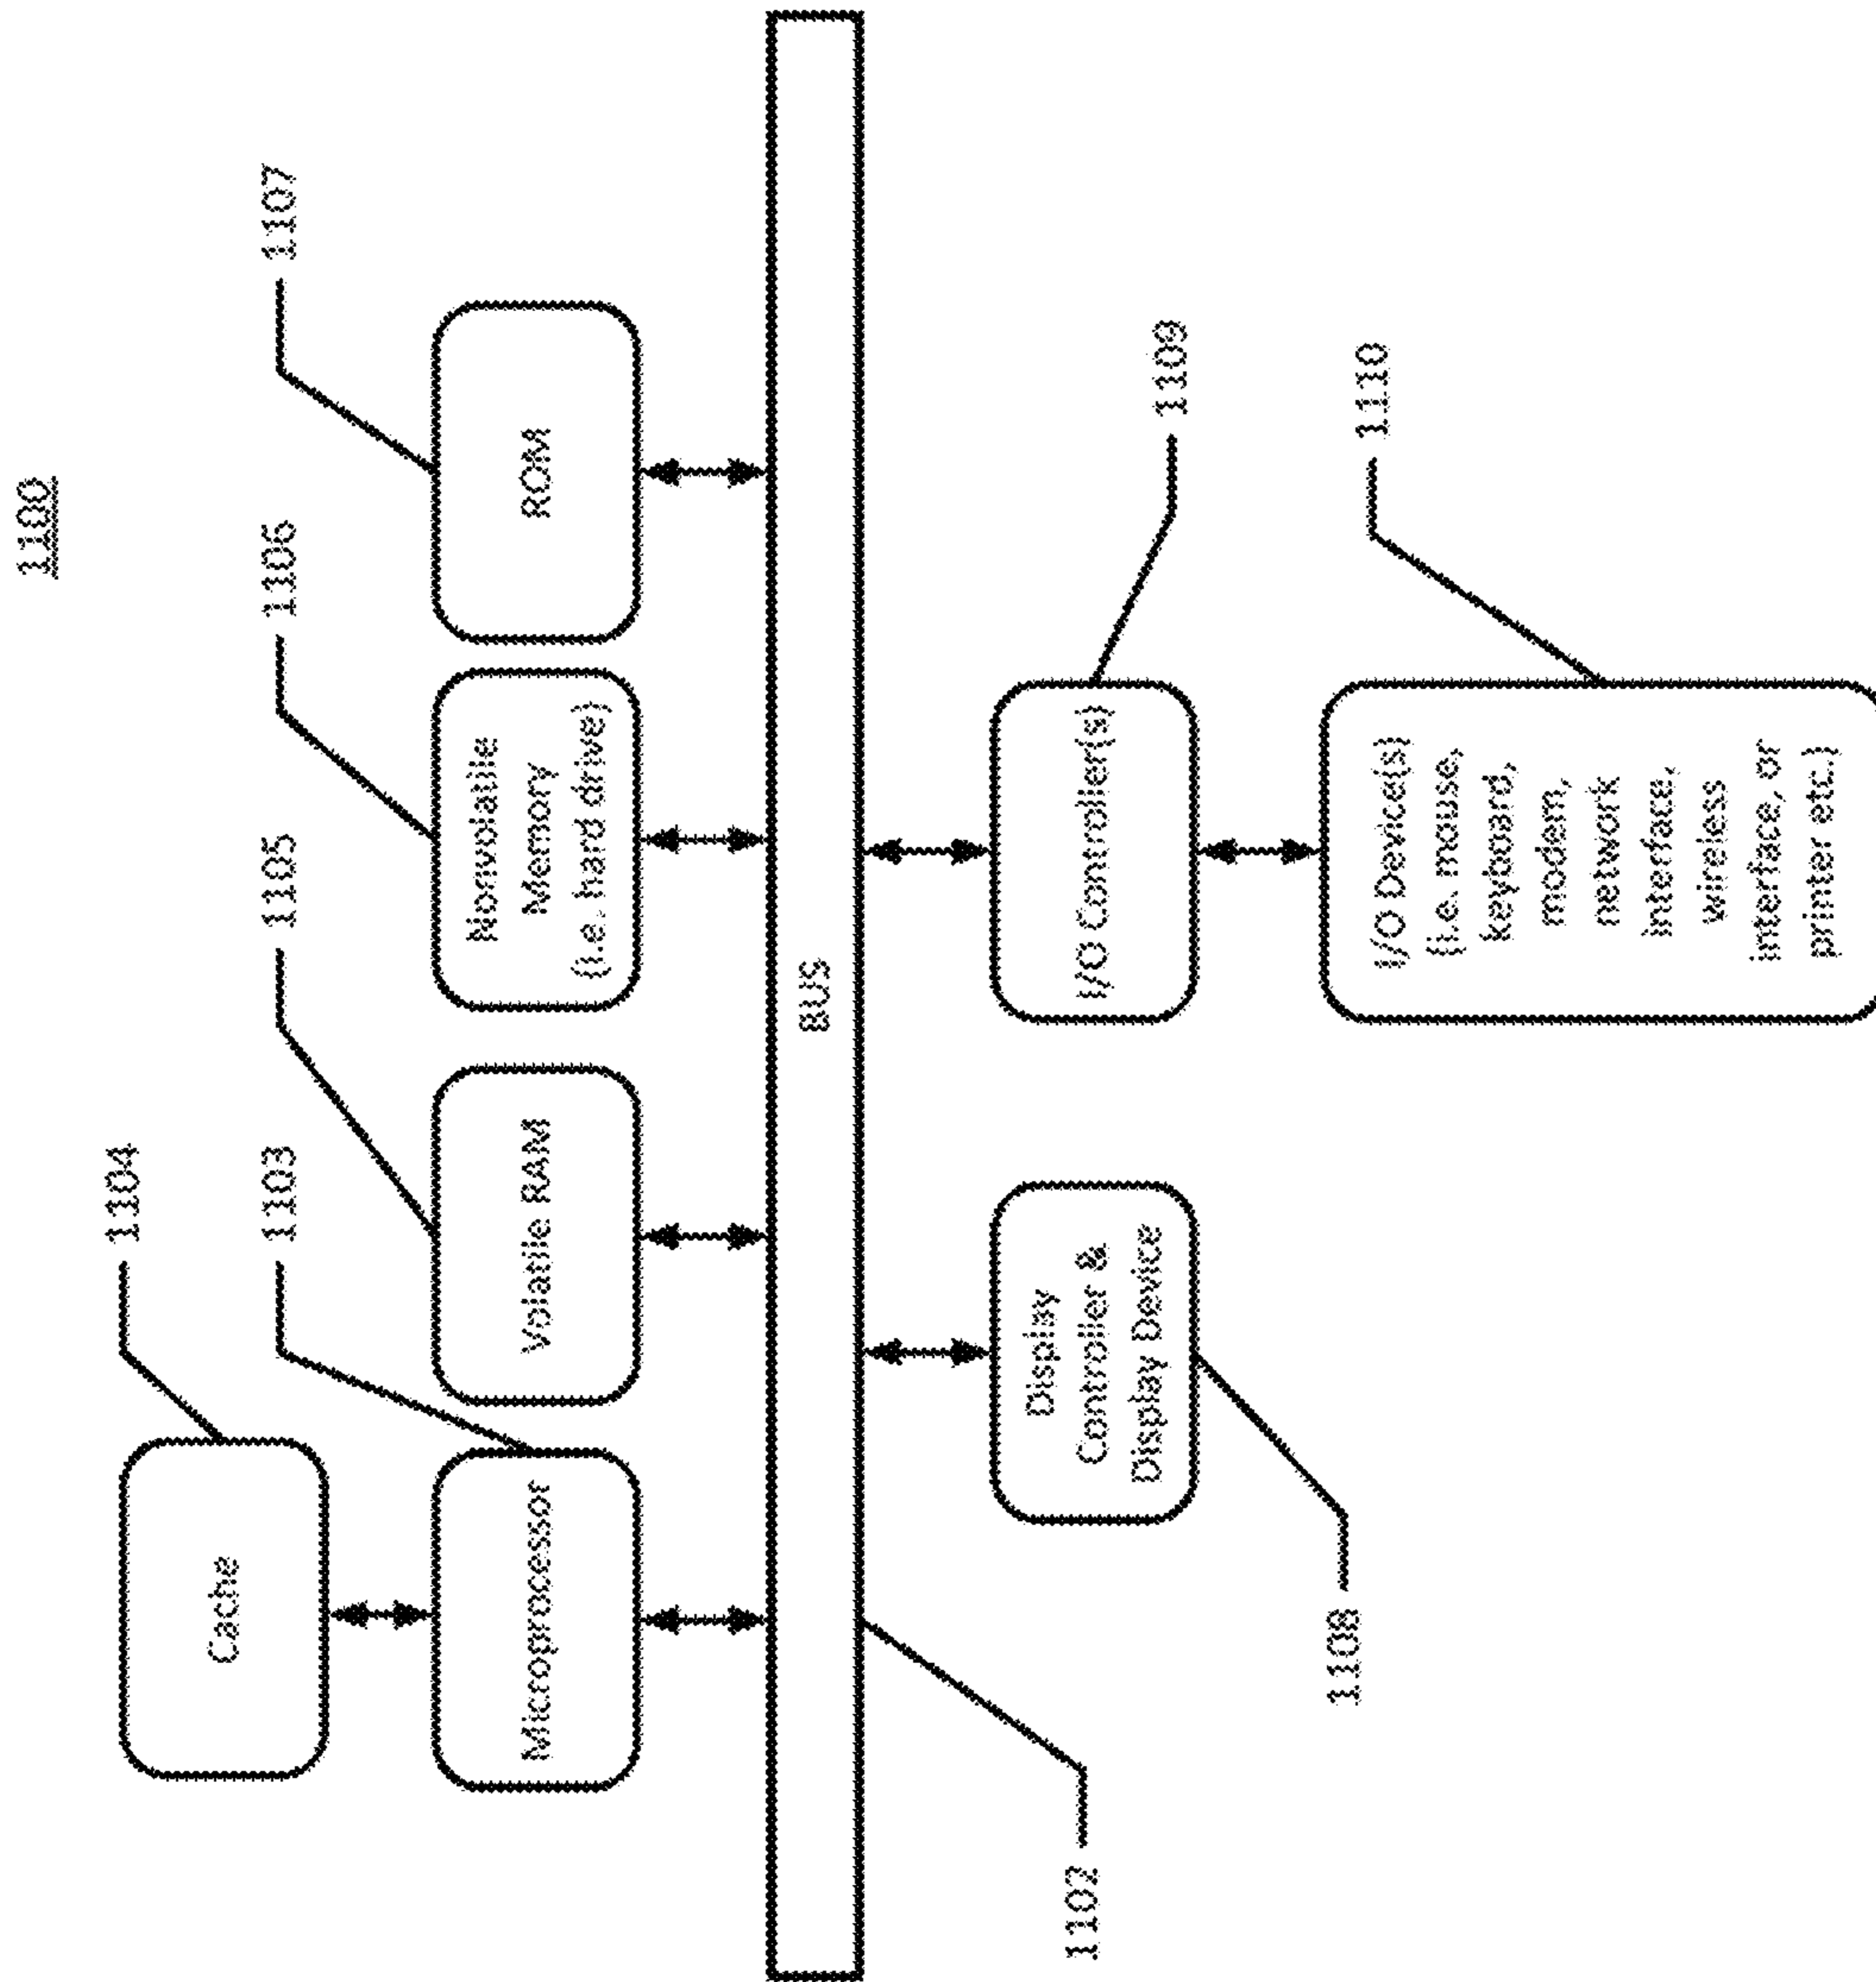 1100
1104
Cache
1103
1105
1106
1107
Microprocessor
Volatile RAM
Nonvolatile
Memory
(i.e. hard drive)
ROM
BUS
1102
Display
Controller &
Display Device
1108
I/O Controller(s)
1109
I/O Device(s)
(i.e. mouse,
keyboard,
modem,
network
interface,
wireless
interface, or
printer etc.)
1110